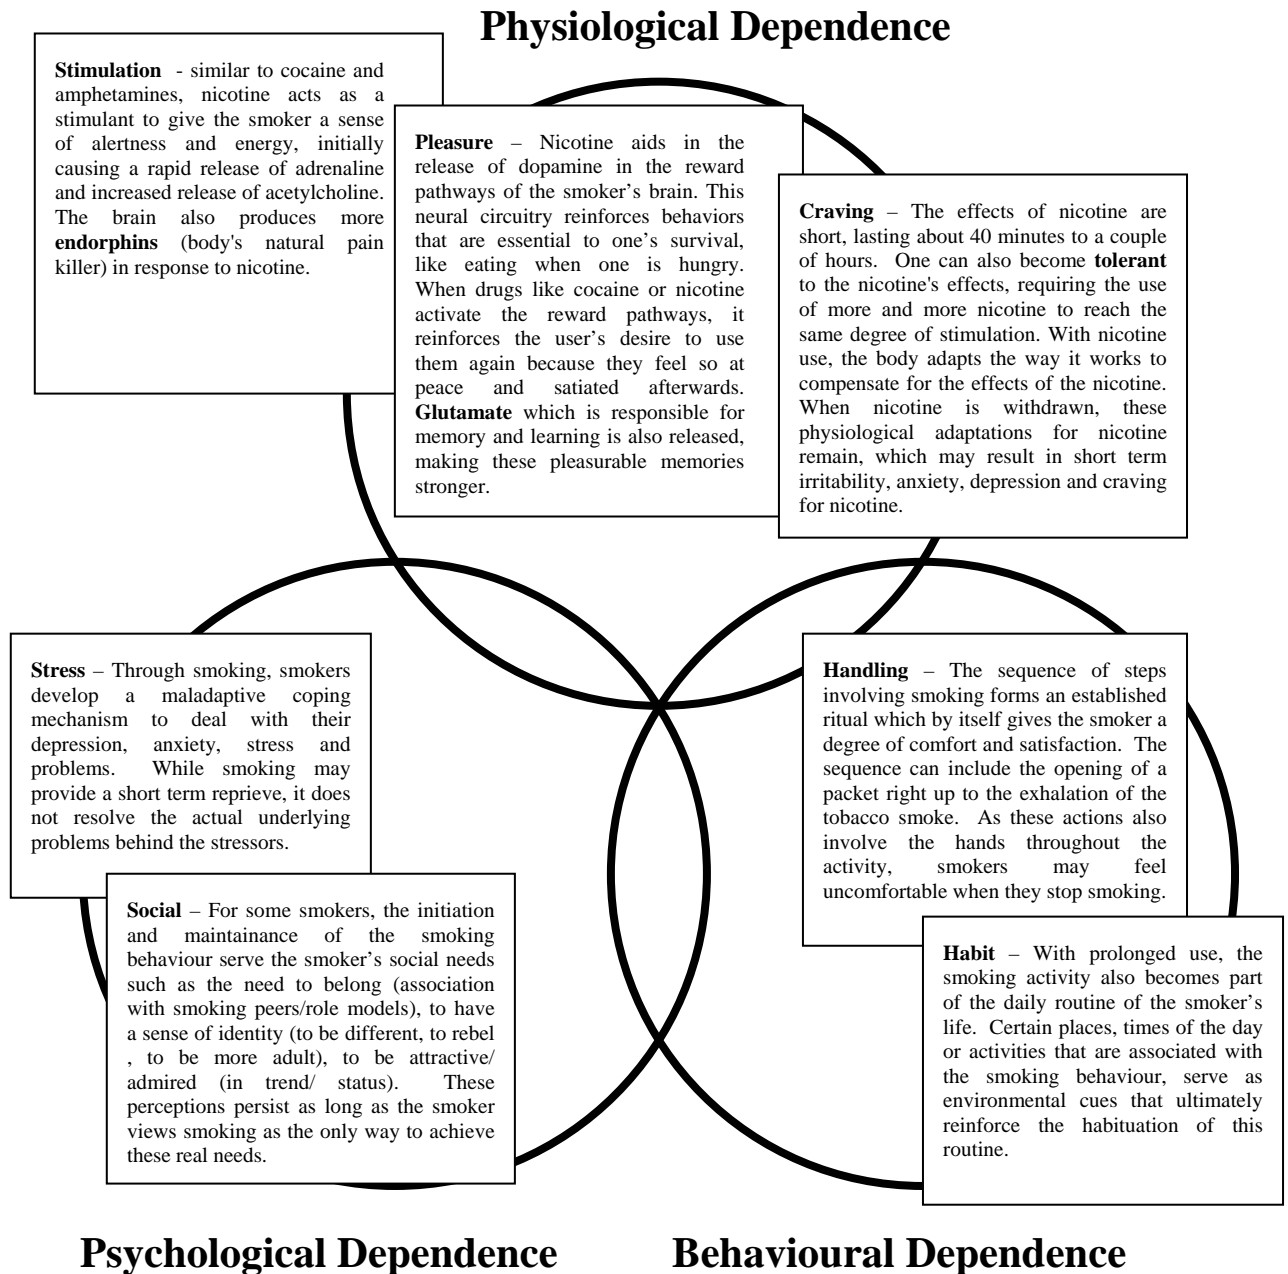 Physiological Dependence
Stimulation - similar to cocaine and
amphetamines, nicotine acts as a
stimulant to give the smoker a sense
of alertness and energy, initially
causing a rapid release of adrenaline
and increased release of acetylcholine.
The brain also produces more
endorphins (body's natural pain
killer) in response to nicotine.
Pleasure – Nicotine aids in the
release of dopamine in the reward
pathways of the smoker's brain. This
neural circuitry reinforces behaviors
that are essential to one's survival,
like eating when one is hungry.
When drugs like cocaine or nicotine
activate the reward pathways, it
reinforces the user's desire to use
them again because they feel so at
peace and satiated afterwards.
Glutamate which is responsible for
memory and learning is also released,
making these pleasurable memories
stronger.
Craving – The effects of nicotine are
short, lasting about 40 minutes to a couple
of hours. One can also become tolerant
to the nicotine's effects, requiring the use
of more and more nicotine to reach the
same degree of stimulation. With nicotine
use, the body adapts the way it works to
compensate for the effects of the nicotine.
When nicotine is withdrawn, these
physiological adaptations for nicotine
remain, which may result in short term
irritability, anxiety, depression and craving
for nicotine.
Stress – Through smoking, smokers
develop a maladaptive coping
mechanism to deal with their
depression, anxiety, stress and
problems. While smoking may
provide a short term reprieve, it does
not resolve the actual underlying
problems behind the stressors.
Social – For some smokers, the initiation
and maintainance of the smoking
behaviour serve the smoker's social needs
such as the need to belong (association
with smoking peers/role models), to have
a sense of identity (to be different, to rebel
, to be more adult), to be attractive/
admired (in trend/ status). These
perceptions persist as long as the smoker
views smoking as the only way to achieve
these real needs.
Handling – The sequence of steps
involving smoking forms an established
ritual which by itself gives the smoker a
degree of comfort and satisfaction. The
sequence can include the opening of a
packet right up to the exhalation of the
tobacco smoke. As these actions also
involve the hands throughout the
activity, smokers may feel
uncomfortable when they stop smoking.
Habit – With prolonged use, the
smoking activity also becomes part
of the daily routine of the smoker's
life. Certain places, times of the day
or activities that are associated with
the smoking behaviour, serve as
environmental cues that ultimately
reinforce the habituation of this
routine.
Psychological Dependence
Behavioural Dependence